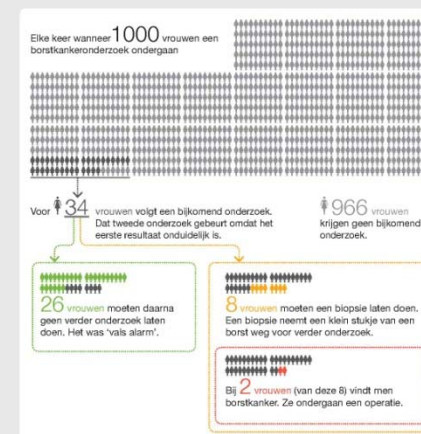 Elke keer wanneer 1000 vrouwen een
borstkankeronderzoek ondergaan
Voor 34 vrouwen volgt een bijkomend onderzoek.
Dat tweede onderzoek gebeurt omdat het
eerste resultaat onduidelijk is.
966 vrouwen
krijgen geen bijkomend
onderzoek.
26 vrouwen moeten daarna
geen verder onderzoek laten
doen. Het was ‘vals alarm’.
8 vrouwen moeten een biopsie laten doen.
Een biopsie neemt een klein stukje van een
borst weg voor verder onderzoek.
Bij 2 vrouwen (van deze 8) vindt men
borstkanker. Ze ondergaan een operatie.